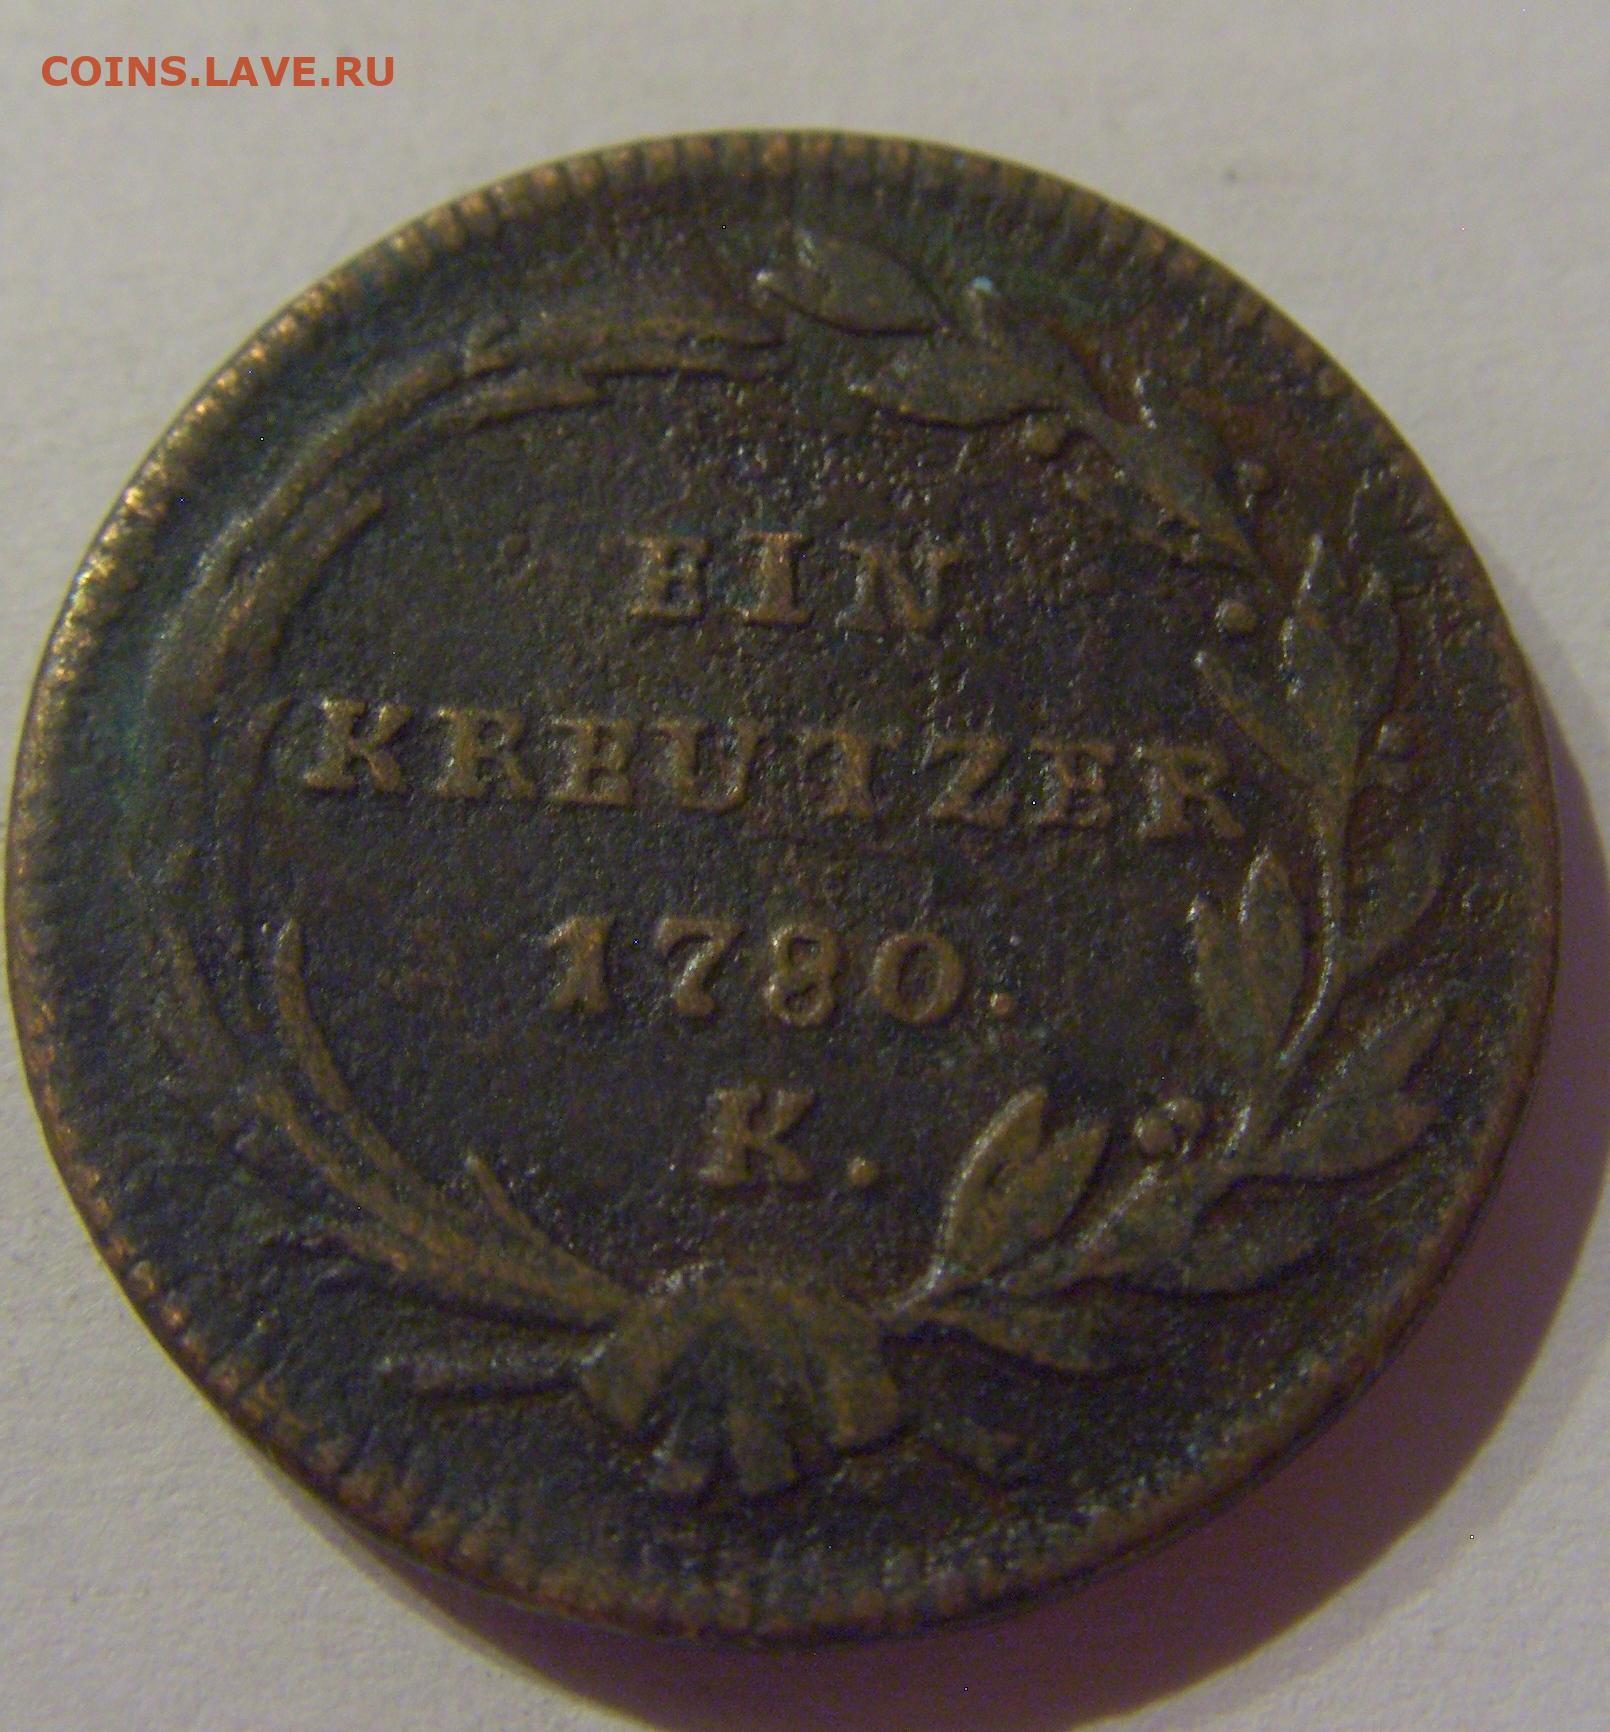 COINS.LAVE.RU
EIN
KREUTZER
1780.
K.